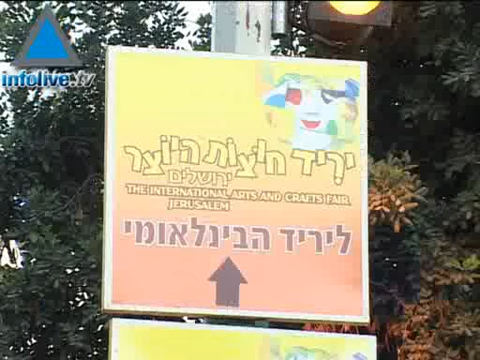 infolive.tv
יריד חוצות היוצר
ירושלים
THE INTERNATIONAL ARTS AND CRAFTS FAIR,
JERUSALEM
ליריד הבינלאומי